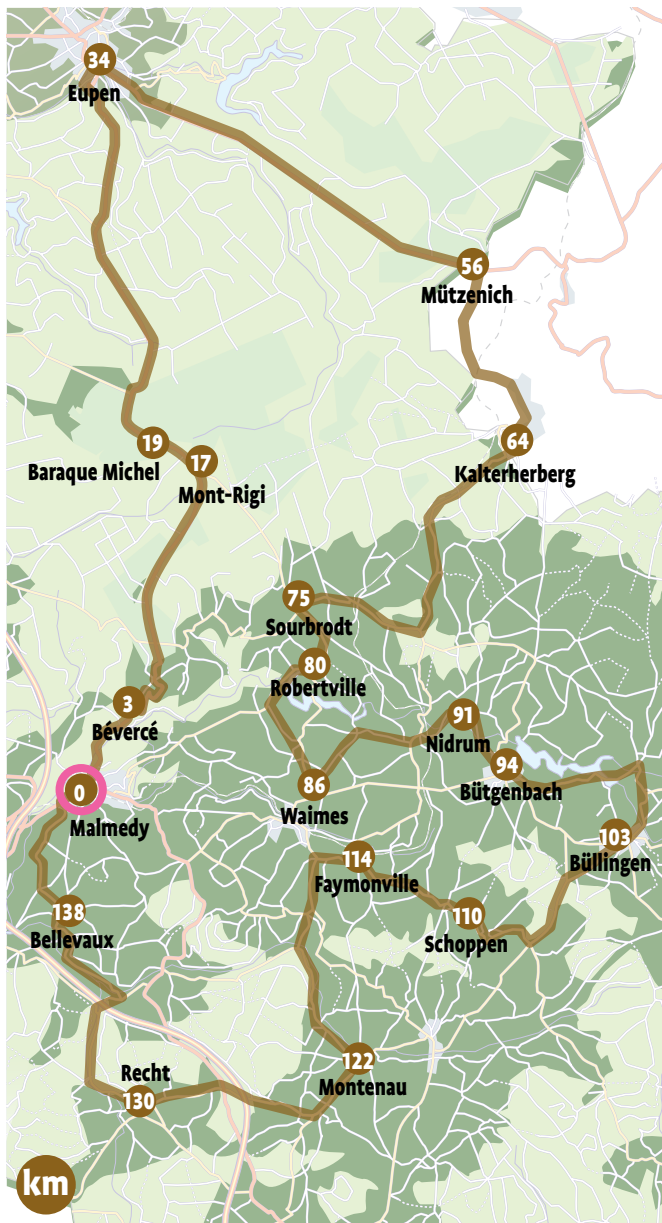 34
Eupen
56
Mützenich
19
Baraque Michel
17
Mont-Rigi
64
Kalterherberg
75
Sourbrodt
80
Robertville
3
Bévercé
91
Nidrum
94
Bütgenbach
0
Malmedy
86
Waimes
103
Büllingen
114
Faymonville
138
Bellevaux
110
Schoppen
122
Montenau
Recht
130
km